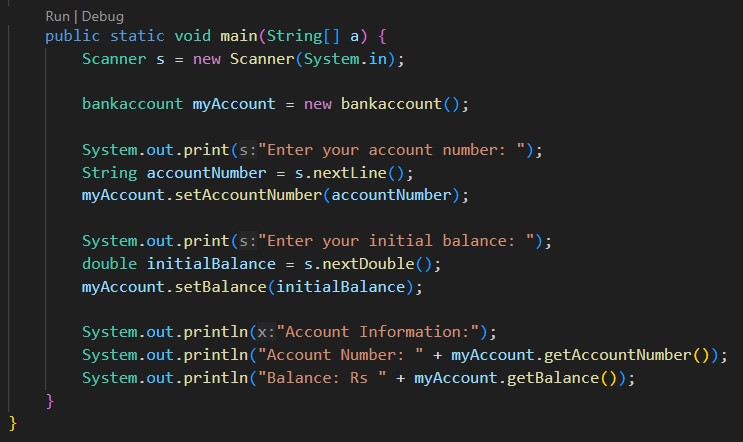 Run | Debug
public static void main(String[] a) {
Scanner s = new Scanner(System.in);
bankaccount myAccount = new bankaccount();
System.out.print(s:"Enter your account number: ");
String accountNumber = s.nextLine();
myAccount.setAccountNumber(accountNumber);
System.out.print(s:"Enter your initial balance: ");
double initialBalance = s.nextDouble();
myAccount.setBalance(initialBalance);
System.out.println(x:"Account Information:");
System.out.println("Account Number: " + myAccount.getAccountNumber());
System.out.println("Balance: Rs " + myAccount.getBalance());
}
}